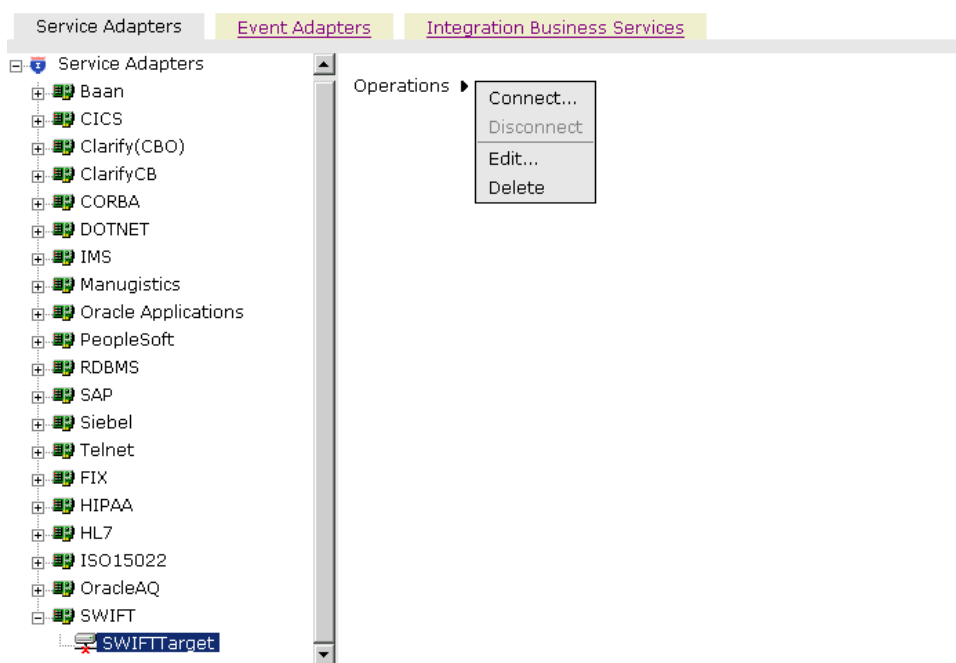 Service Adapters
Event Adapters
Integration Business Services
Service Adapters
Baan
CICS
Clarify(CBO)
ClarifyCB
CORBA
DOTNET
IMS
Manugistics
Oracle Applications
PeopleSoft
RDBMS
SAP
Siebel
Telnet
FIX
HIPAA
HL7
ISO15022
OracleAQ
SWIFT
SWIFTTarget
Operations
Connect...
Disconnect
Edit...
Delete